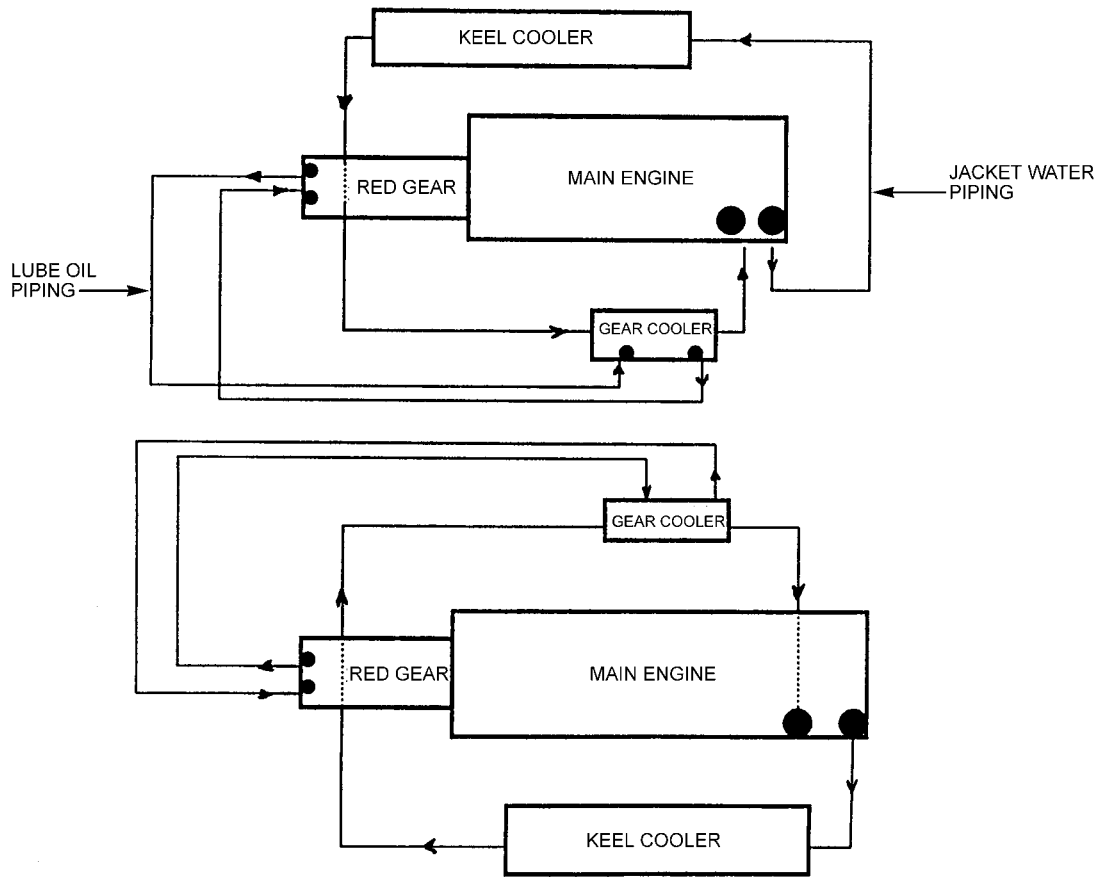 KEEL COOLER
RED GEAR
MAIN ENGINE
JACKET WATER
PIPING
LUBE OIL
PIPING
GEAR COOLER
GEAR COOLER
RED GEAR
MAIN ENGINE
KEEL COOLER